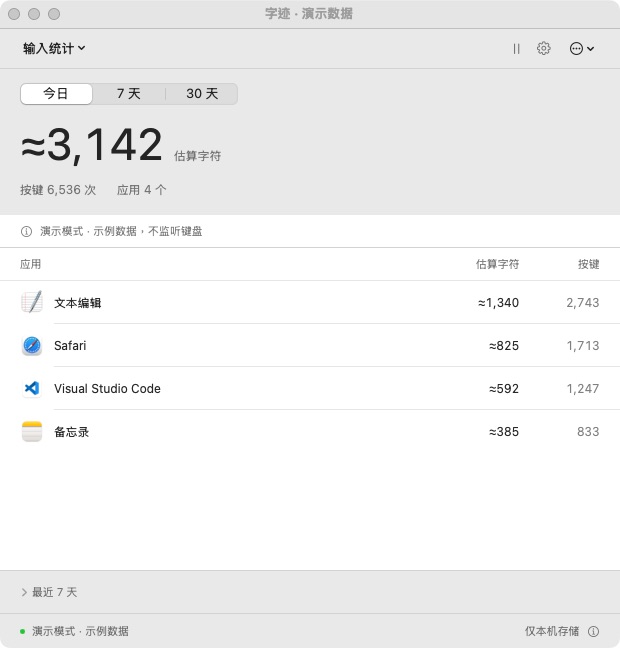 字迹 · 演示数据
输入统计
今日 7 天 30 天
≈3,142 估算字符
按键 6,536 次 应用 4 个
演示模式 · 示例数据，不监听键盘
应用 估算字符 按键
文本编辑 ≈1,340 2,743
Safari ≈825 1,713
Visual Studio Code ≈592 1,247
备忘录 ≈385 833
最近 7 天
演示模式 · 示例数据 仅本机存储